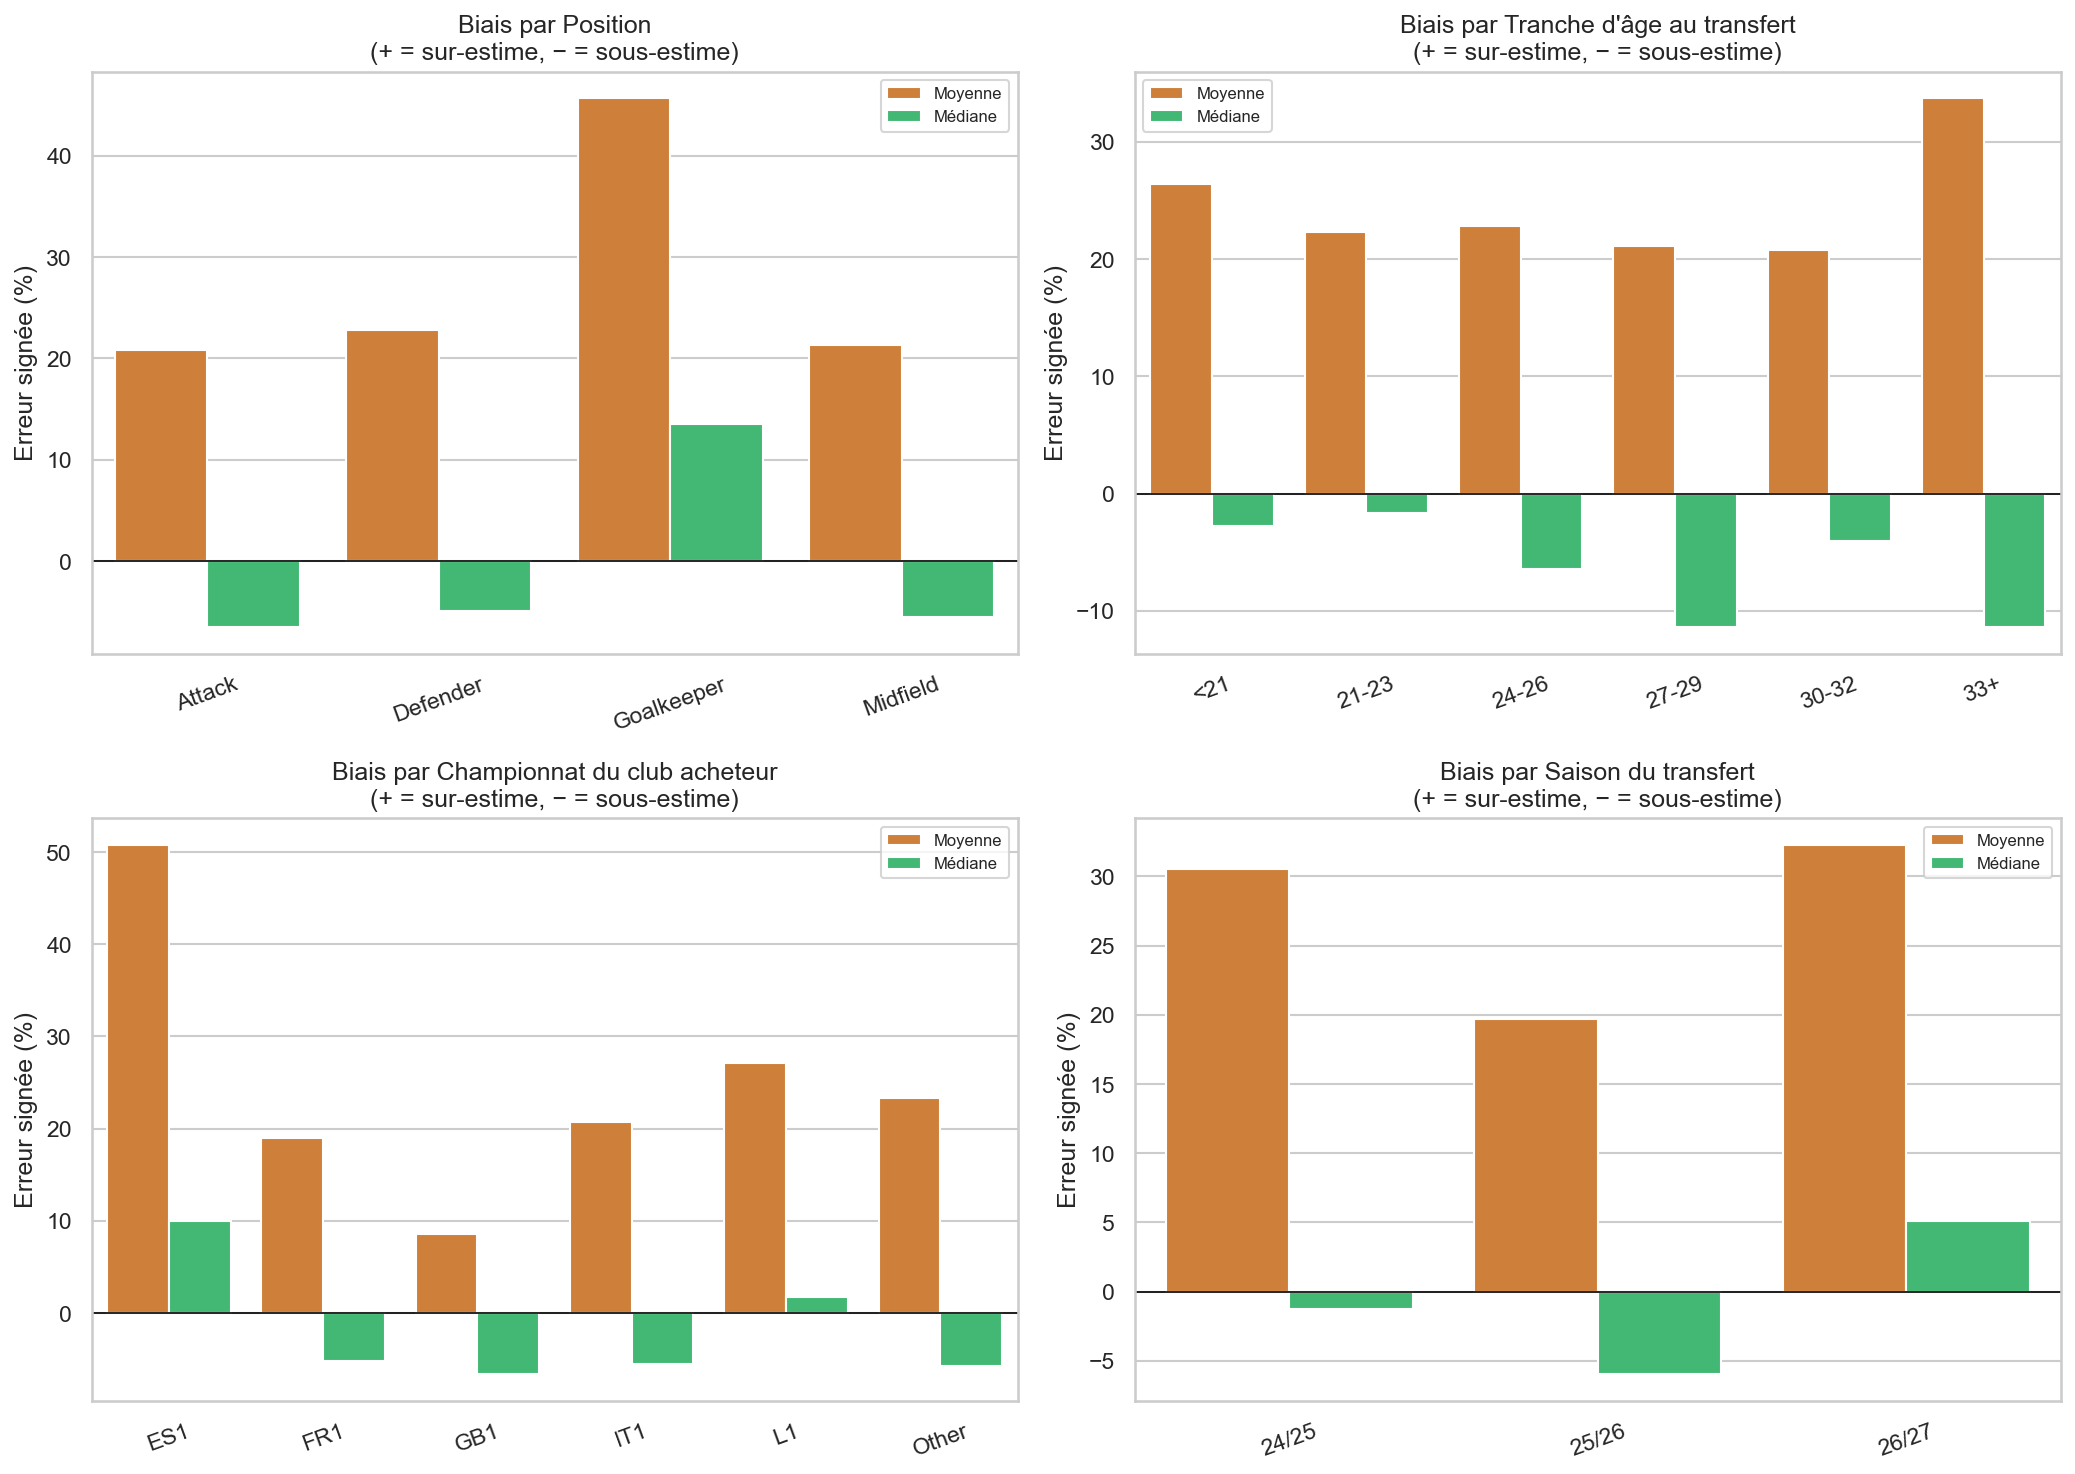 Biais par Position
(+ = sur-estime, − = sous-estime)
Erreur signée (%)
40
30
20
10
0
Moyenne
Médiane
Attack
Defender
Goalkeeper
Midfield
Biais par Tranche d'âge au transfert
(+ = sur-estime, − = sous-estime)
Erreur signée (%)
30
20
10
0
−10
Moyenne
Médiane
<21
21-23
24-26
27-29
30-32
33+
Biais par Championnat du club acheteur
(+ = sur-estime, − = sous-estime)
Erreur signée (%)
50
40
30
20
10
0
Moyenne
Médiane
ES1
FR1
GB1
IT1
L1
Other
Biais par Saison du transfert
(+ = sur-estime, − = sous-estime)
Erreur signée (%)
30
25
20
15
10
5
0
−5
Moyenne
Médiane
24/25
25/26
26/27